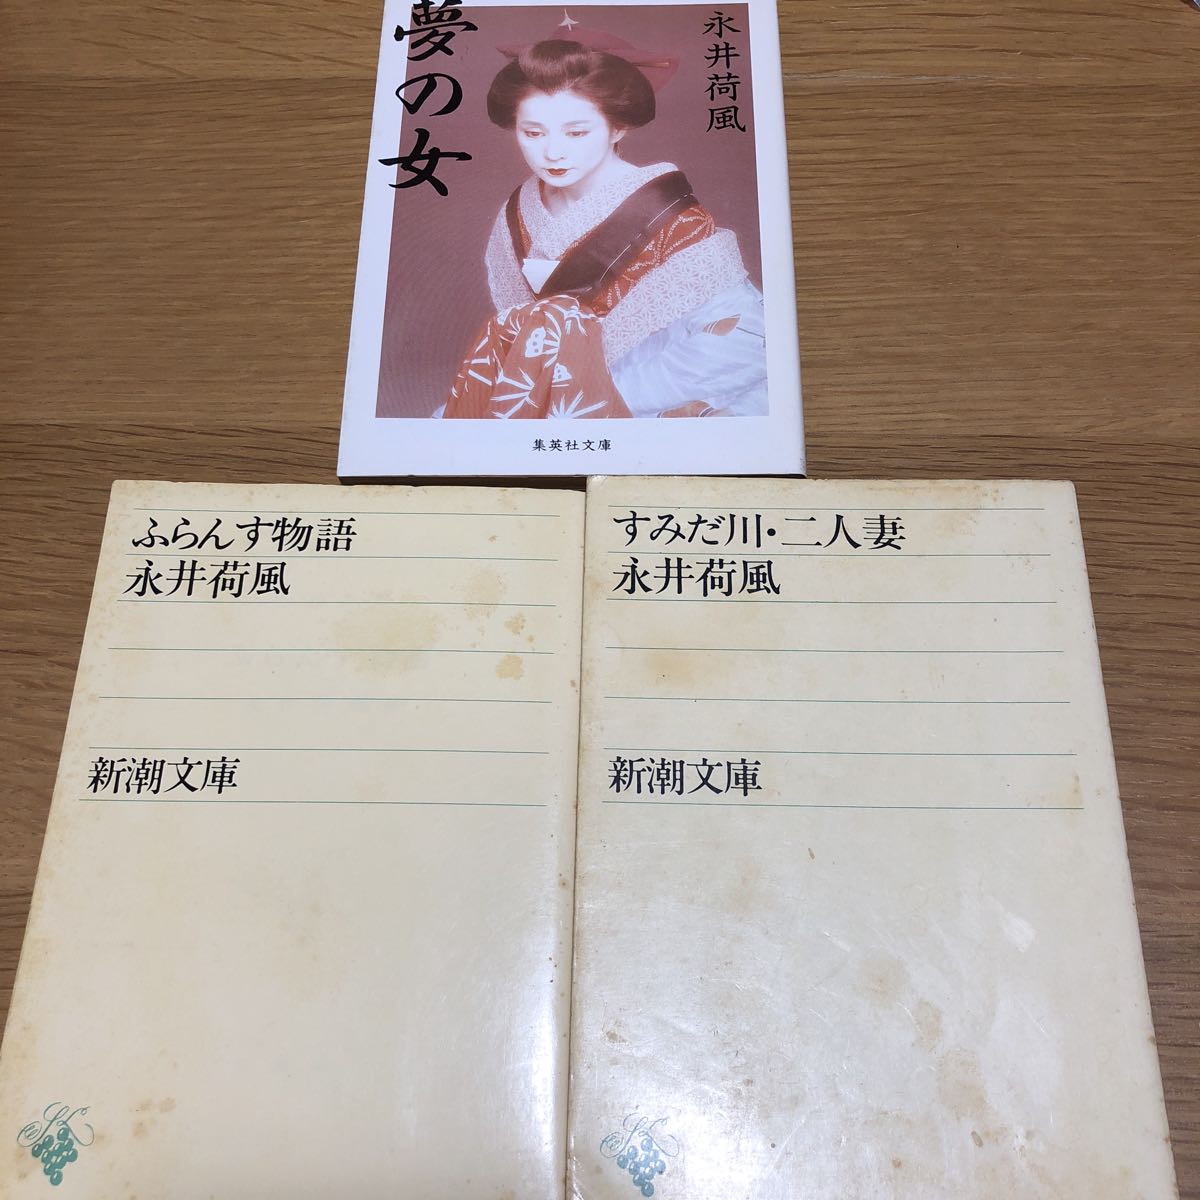 夢の女
永井荷風
集英社文庫
ふらんす物語
永井荷風
新潮文庫
すみだ川・二人妻
永井荷風
新潮文庫